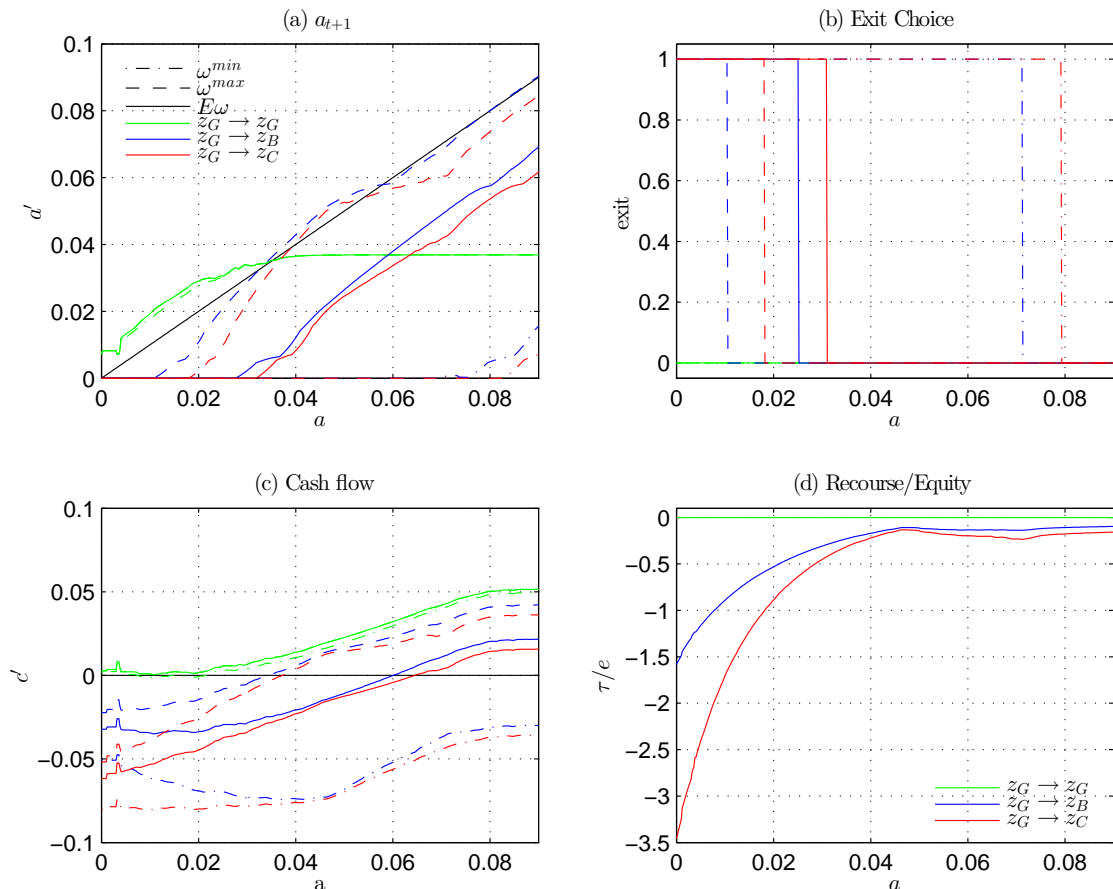 (a) a_{t+1}
0.1
0.08
0.06
0.04
0.02
0
a′
ω^{min}
ω^{max}
Eω
z_G → z_G
z_G → z_B
z_G → z_C
0 0.02 0.04 0.06 0.08
a
(b) Exit Choice
1
0.8
0.6
0.4
0.2
0
exit
0 0.02 0.04 0.06 0.08
a
(c) Cash flow
0.1
0.05
0
−0.05
−0.1
c′
0 0.02 0.04 0.06 0.08
a
(d) Recourse/Equity
0
−0.5
−1
−1.5
−2
−2.5
−3
−3.5
τ/e
z_G → z_G
z_G → z_B
z_G → z_C
0 0.02 0.04 0.06 0.08
a